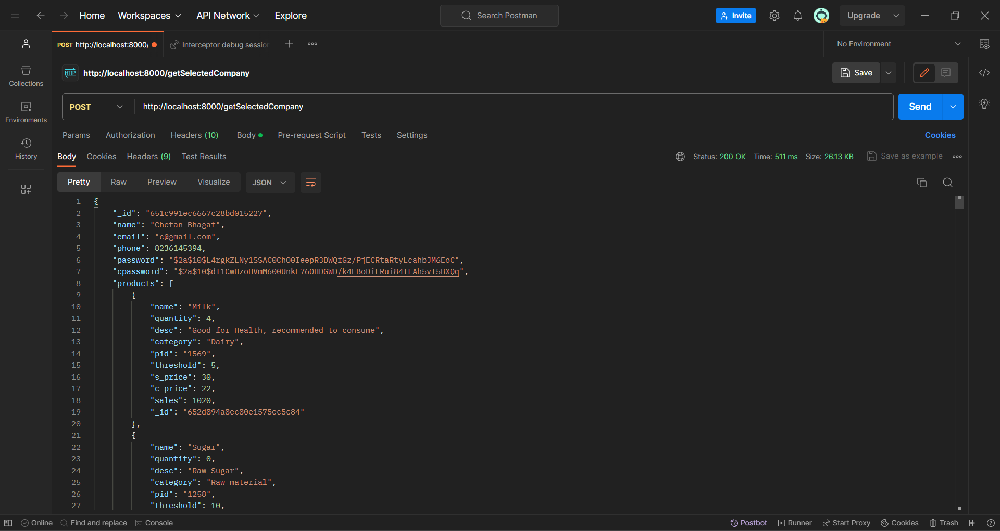 Home Workspaces API Network Explore Search Postman Invite Upgrade
POST http://localhost:8000/ Interceptor debug session No Environment
Collections
Environments
History
HTTP http://localhost:8000/getSelectedCompany Save
POST http://localhost:8000/getSelectedCompany Send
Params Authorization Headers (10) Body Pre-request Script Tests Settings Cookies
Body Cookies Headers (9) Test Results Status: 200 OK Time: 511 ms Size: 26.13 KB Save as example
Pretty Raw Preview Visualize JSON
1 {
2 "_id": "651c991ec6667c28bd015227",
3 "name": "Chetan Bhagat",
4 "email": "c@gmail.com",
5 "phone": 8236145394,
6 "password": "$2a$10$L4rgkZLNy1SSAC0ChO0IeepR3DWQfGz/PjECRtaRtyLcahbJM6EoC",
7 "cpassword": "$2a$10$dT1CwHzoHVmM600UnkE76OHDGWD/k4EBoDiLRui84TLAh5vT5BXQq",
8 "products": [
9 {
10 "name": "Milk",
11 "quantity": 4,
12 "desc": "Good for Health, recommended to consume",
13 "category": "Dairy",
14 "pid": "1569",
15 "threshold": 5,
16 "s_price": 30,
17 "c_price": 22,
18 "sales": 1020,
19 "_id": "652d894a8ec80e1575ec5c84"
20 },
21 {
22 "name": "Sugar",
23 "quantity": 0,
24 "desc": "Raw Sugar",
25 "category": "Raw material",
26 "pid": "1258",
27 "threshold": 10,
Online Find and replace Console Postbot Runner Start Proxy Cookies Trash